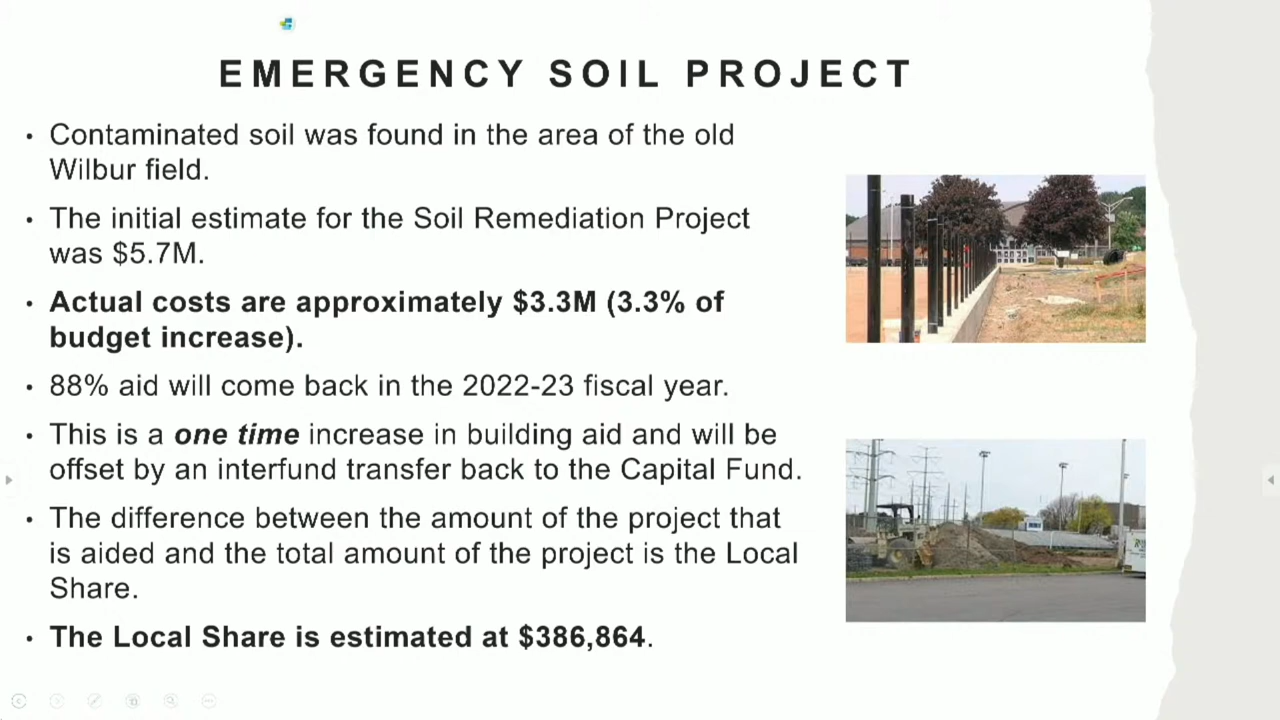 EMERGENCY SOIL PROJECT
• Contaminated soil was found in the area of the old
Wilbur field.
• The initial estimate for the Soil Remediation Project
was $5.7M.
• Actual costs are approximately $3.3M (3.3% of
budget increase).
• 88% aid will come back in the 2022-23 fiscal year.
• This is a one time increase in building aid and will be
offset by an interfund transfer back to the Capital Fund.
• The difference between the amount of the project that
is aided and the total amount of the project is the Local
Share.
• The Local Share is estimated at $386,864.